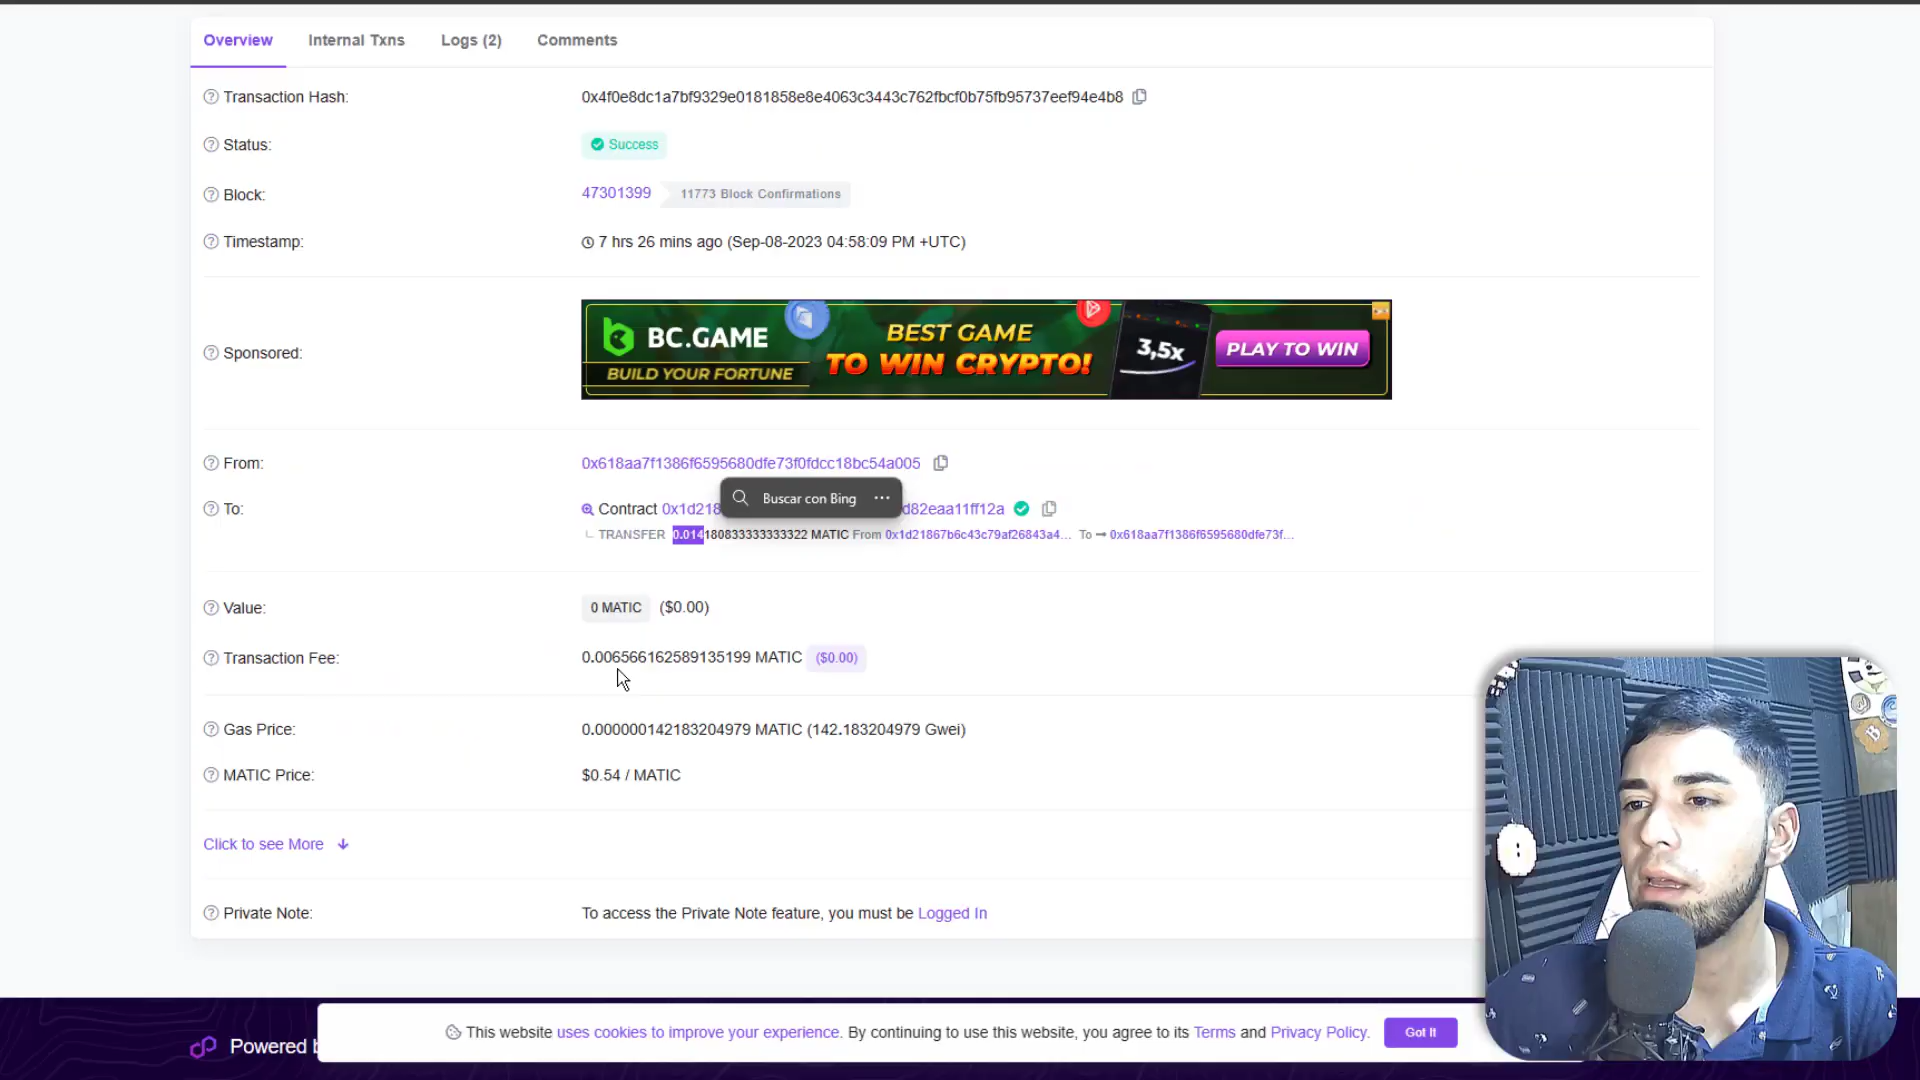 Overview Internal Txns Logs (2) Comments
Transaction Hash: 0x4f0e8dc1a7bf9329e0181858e8e4063c3443c762fbcf0b75fb95737eef94e4b8
Status: Success
Block: 47301399 11773 Block Confirmations
Timestamp: 7 hrs 26 mins ago (Sep-08-2023 04:58:09 PM +UTC)
Sponsored:
BC.GAME
BUILD YOUR FORTUNE
BEST GAME
TO WIN CRYPTO!
3,5x
PLAY TO WIN
From: 0x618aa7f1386f6595680dfe73f0fdcc18bc54a005
Buscar con Bing ···
To: Contract 0x1d218 d82eaa11ff12a
TRANSFER 0.014180833333333322 MATIC From 0x1d21867b6c43c79af26843a4... To 0x618aa7f1386f6595680dfe73f...
Value: 0 MATIC ($0.00)
Transaction Fee: 0.006566162589135199 MATIC ($0.00)
Gas Price: 0.000000142183204979 MATIC (142.183204979 Gwei)
MATIC Price: $0.54 / MATIC
Click to see More
Private Note: To access the Private Note feature, you must be Logged In
Powered b
This website uses cookies to improve your experience. By continuing to use this website, you agree to its Terms and Privacy Policy. Got It